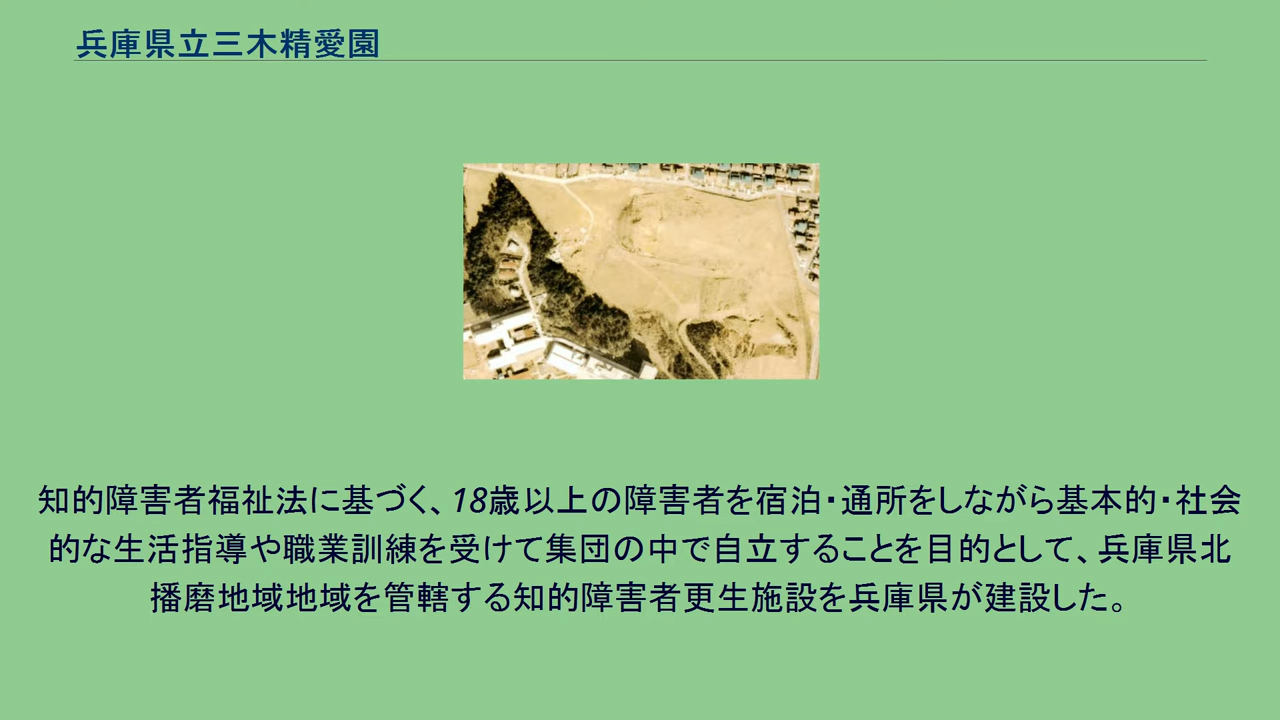 兵庫県立三木精愛園
知的障害者福祉法に基づく、18歳以上の障害者を宿泊・通所をしながら基本的・社会
的な生活指導や職業訓練を受けて集団の中で自立することを目的として、兵庫県北
播磨地域地域を管轄する知的障害者更生施設を兵庫県が建設した。